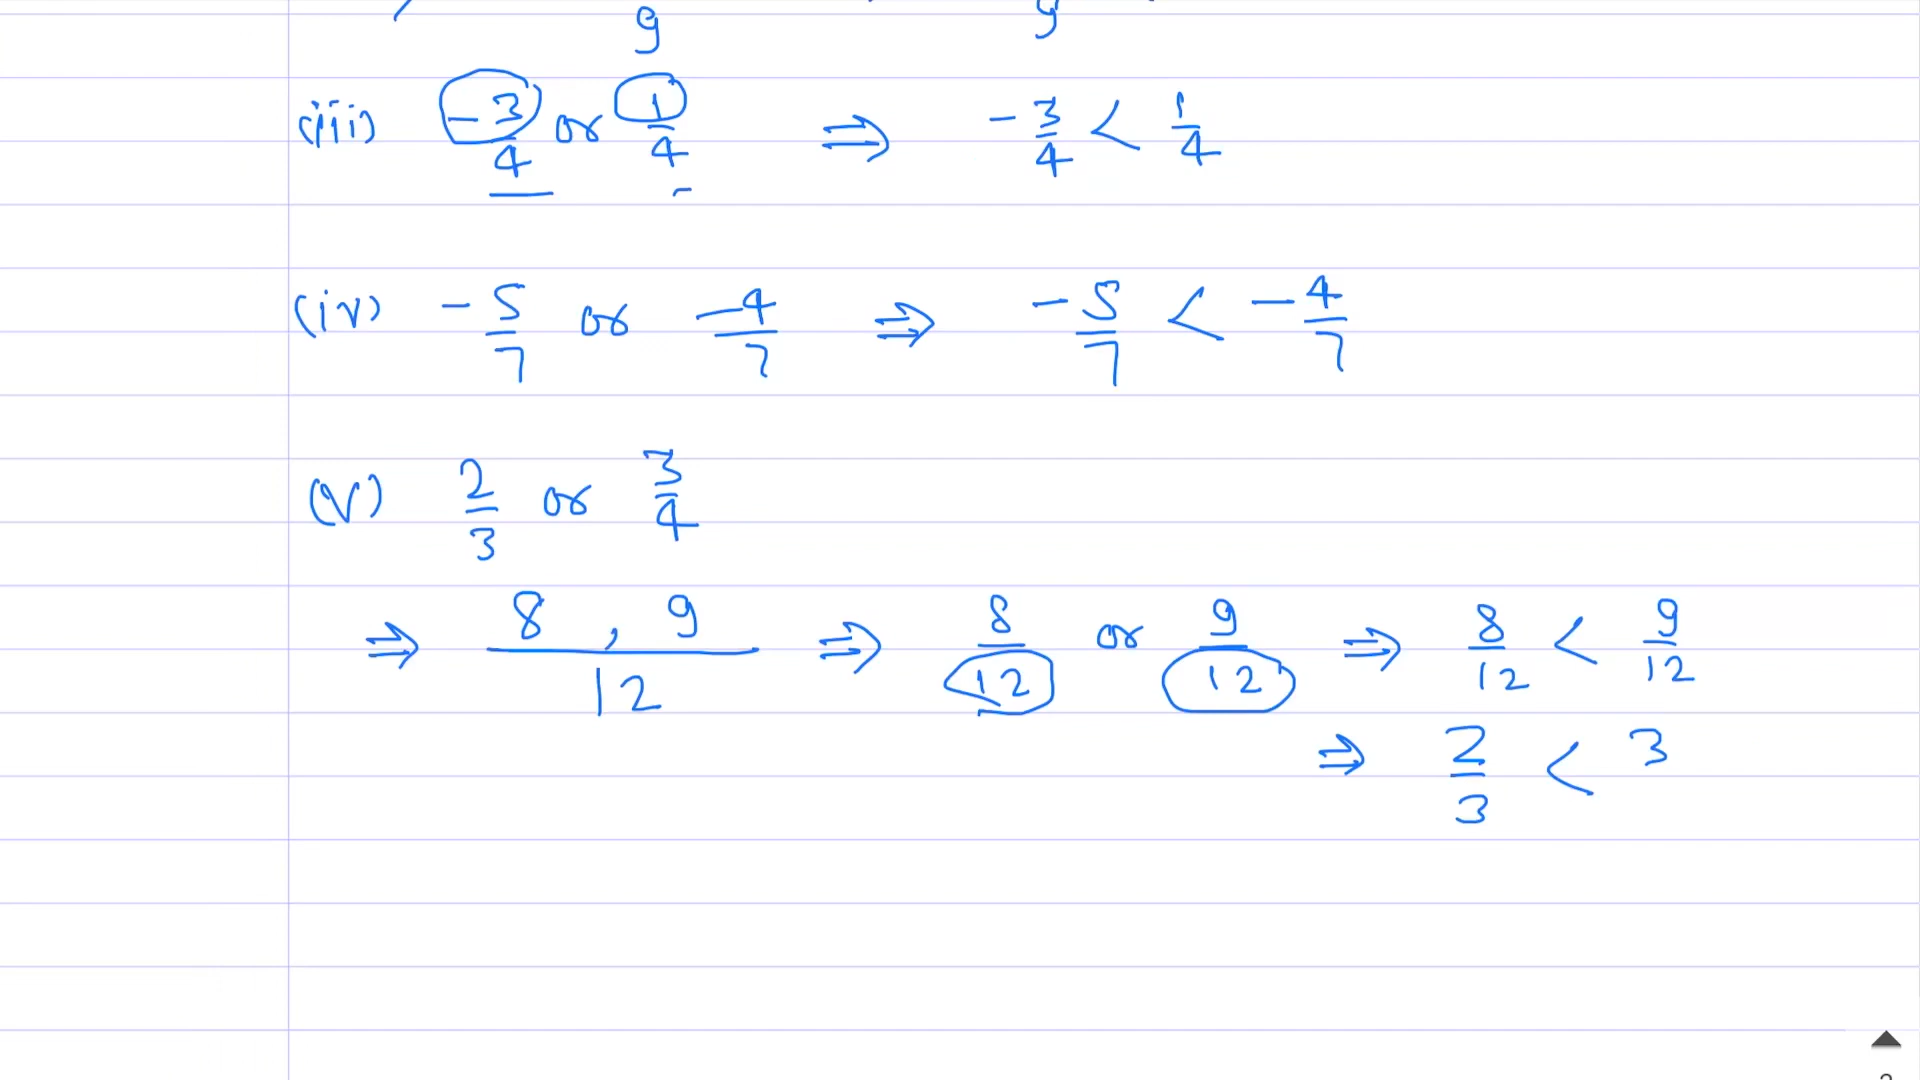 9 9
(iii) -3/4 or 1/4 ⇒ -3/4 < 1/4
(iv) -5/7 or -4/7 ⇒ -5/7 < -4/7
(v) 2/3 or 3/4
⇒ 8, 9/12 ⇒ 8/12 or 9/12 ⇒ 8/12 < 9/12
⇒ 2/3 < 3